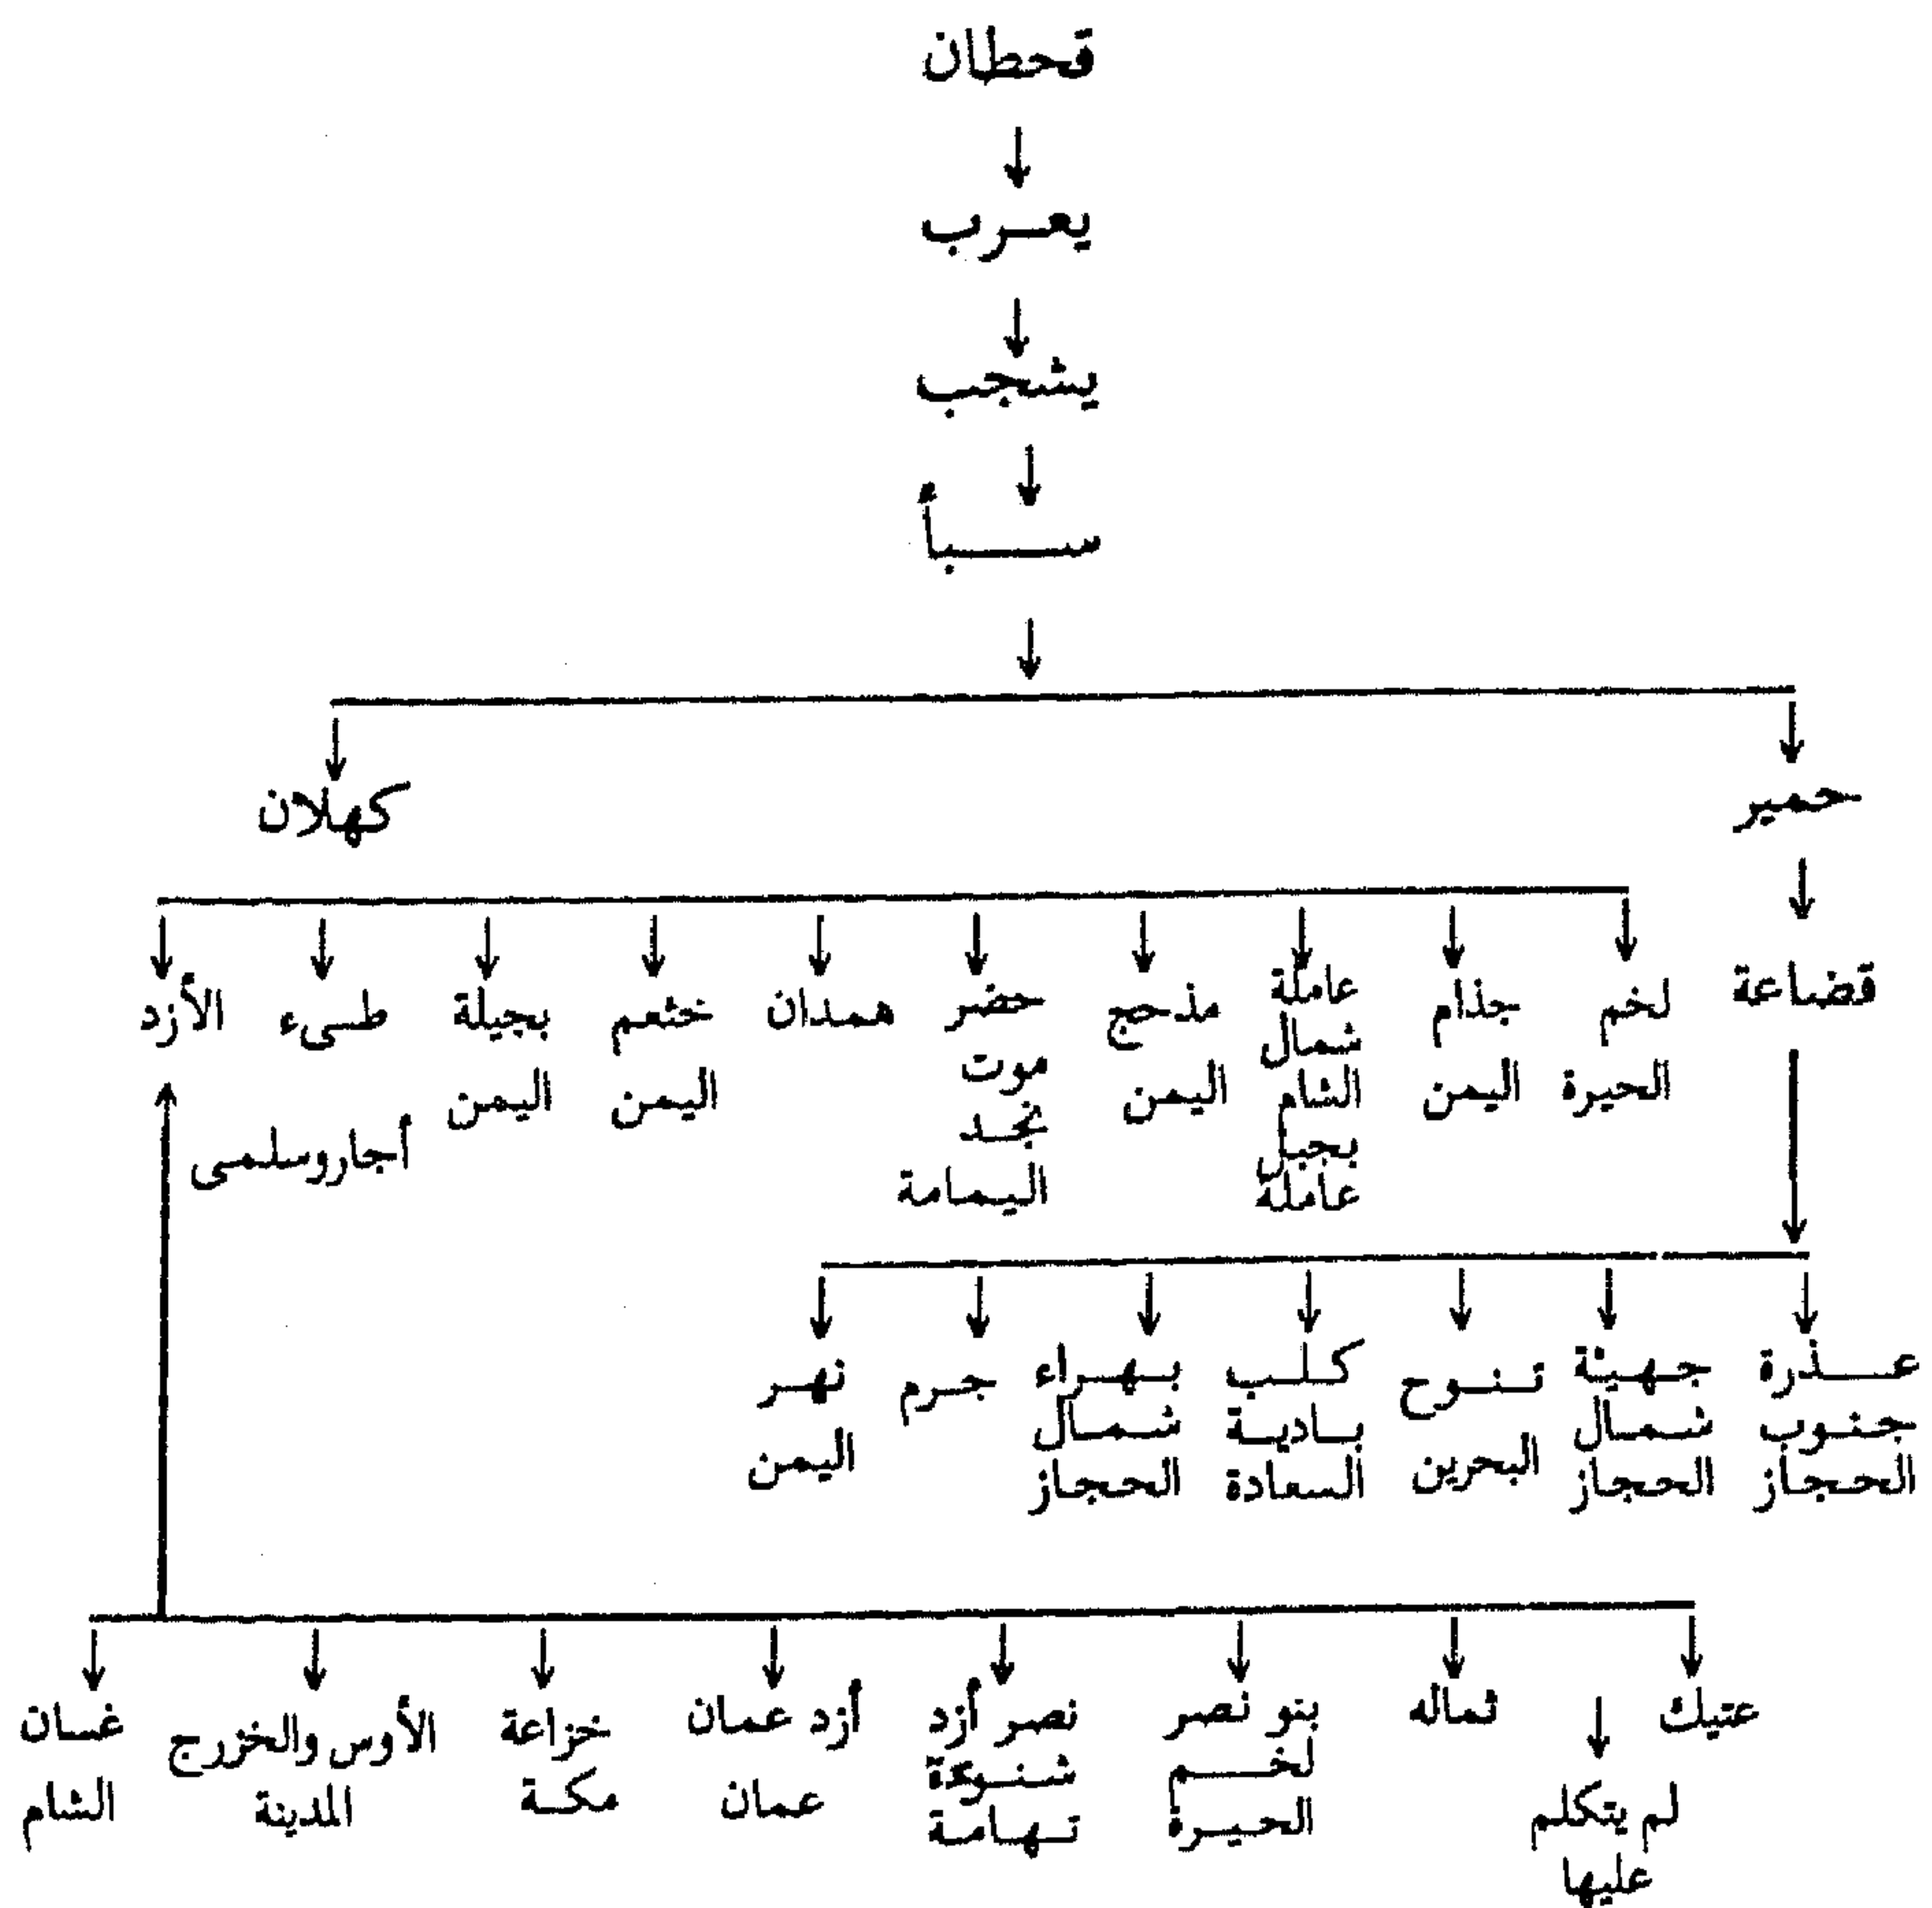 قحطان
يعرب
يشجب
سبأ
حمير
كهلان
قضاعة
لخم
الحيرة
جذام
اليمن
عاملة
شمال
الشام
بجبل
عاملة
مذحج
اليمن
حضر
موت
نجد
اليمامة
همدان
خثعم
اليمن
بجيلة
اليمن
طىء
أجاروسلمى
الأزد
عذرة
جنوب
الحجاز
جهينة
شمال
الحجاز
تنوح
البحرين
كلب
بادية
السعادة
بهراء
شمال
الحجاز
جرم
نهر
اليمن
عتيك
لم يتكلم
عليها
ثماله
بنو نصر
لخم
الحيرة
نصر أزد
شنوءة
تهامة
أزد عمان
عمان
خزاعة
مكة
الأوس والخزرج
المدينة
غسان
الشام